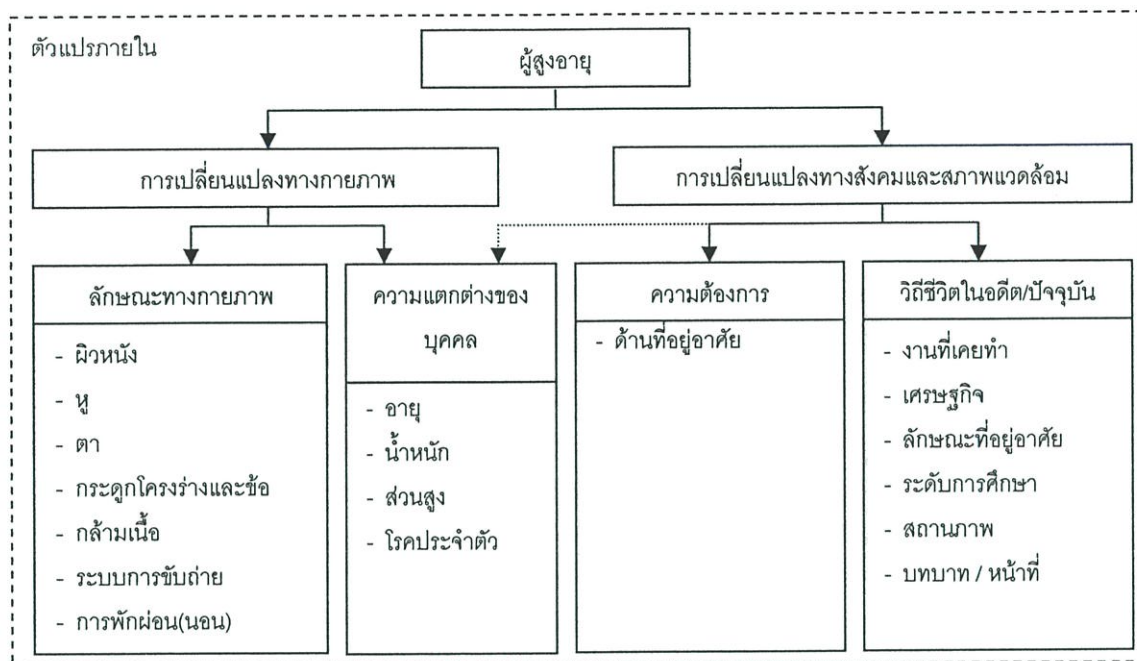 ตัวแปรภายใน
ผู้สูงอายุ
การเปลี่ยนแปลงทางกายภาพ
การเปลี่ยนแปลงทางสังคมและสภาพแวดล้อม
ลักษณะทางกายภาพ
- ผิวหนัง
- หู
- ตา
- กระดูกโครงร่างและข้อ
- กล้ามเนื้อ
- ระบบการขับถ่าย
- การพักผ่อน(นอน)
ความแตกต่างของ
บุคคล
- อายุ
- น้ำหนัก
- ส่วนสูง
- โรคประจำตัว
ความต้องการ
- ด้านที่อยู่อาศัย
วิถีชีวิตในอดีต/ปัจจุบัน
- งานที่เคยทำ
- เศรษฐกิจ
- ลักษณะที่อยู่อาศัย
- ระดับการศึกษา
- สถานภาพ
- บทบาท / หน้าที่